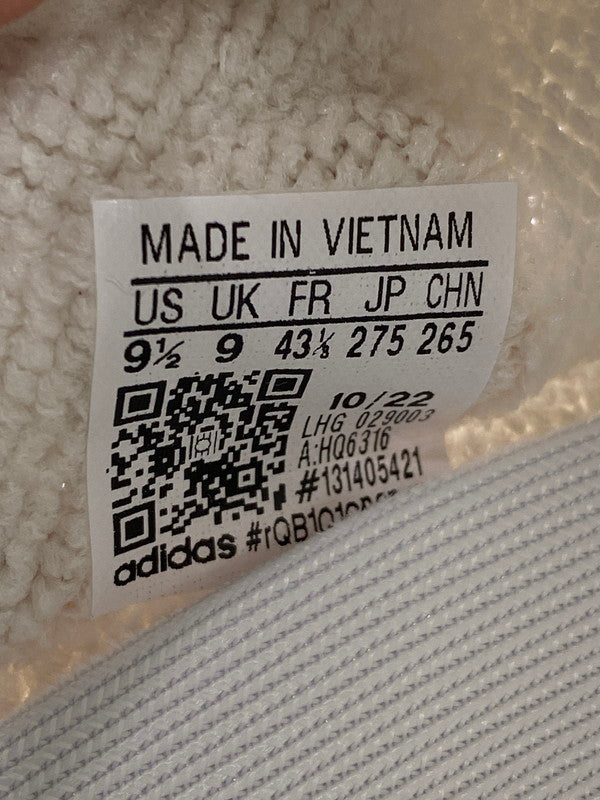 MADE IN VIETNAM
US UK FR JP CHN
9½ 9 43⅓ 275 265
10/22
LHG 029003
A:HQ6316
#131405421
adidas